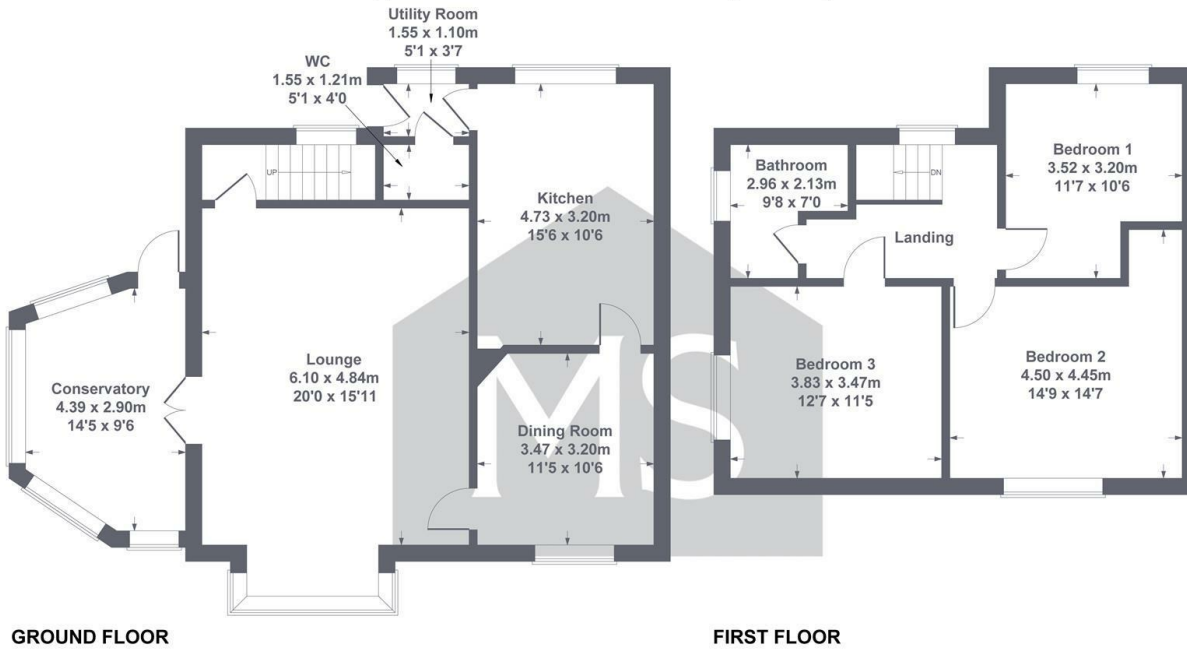 Utility Room
1.55 x 1.10m
5'1 x 3'7
WC
1.55 x 1.21m
5'1 x 4'0
UP
Kitchen
4.73 x 3.20m
15'6 x 10'6
Lounge
6.10 x 4.84m
20'0 x 15'11
Conservatory
4.39 x 2.90m
14'5 x 9'6
Dining Room
3.47 x 3.20m
11'5 x 10'6
MS
GROUND FLOOR
Bathroom
2.96 x 2.13m
9'8 x 7'0
DN
Bedroom 1
3.52 x 3.20m
11'7 x 10'6
Landing
Bedroom 3
3.83 x 3.47m
12'7 x 11'5
Bedroom 2
4.50 x 4.45m
14'9 x 14'7
FIRST FLOOR